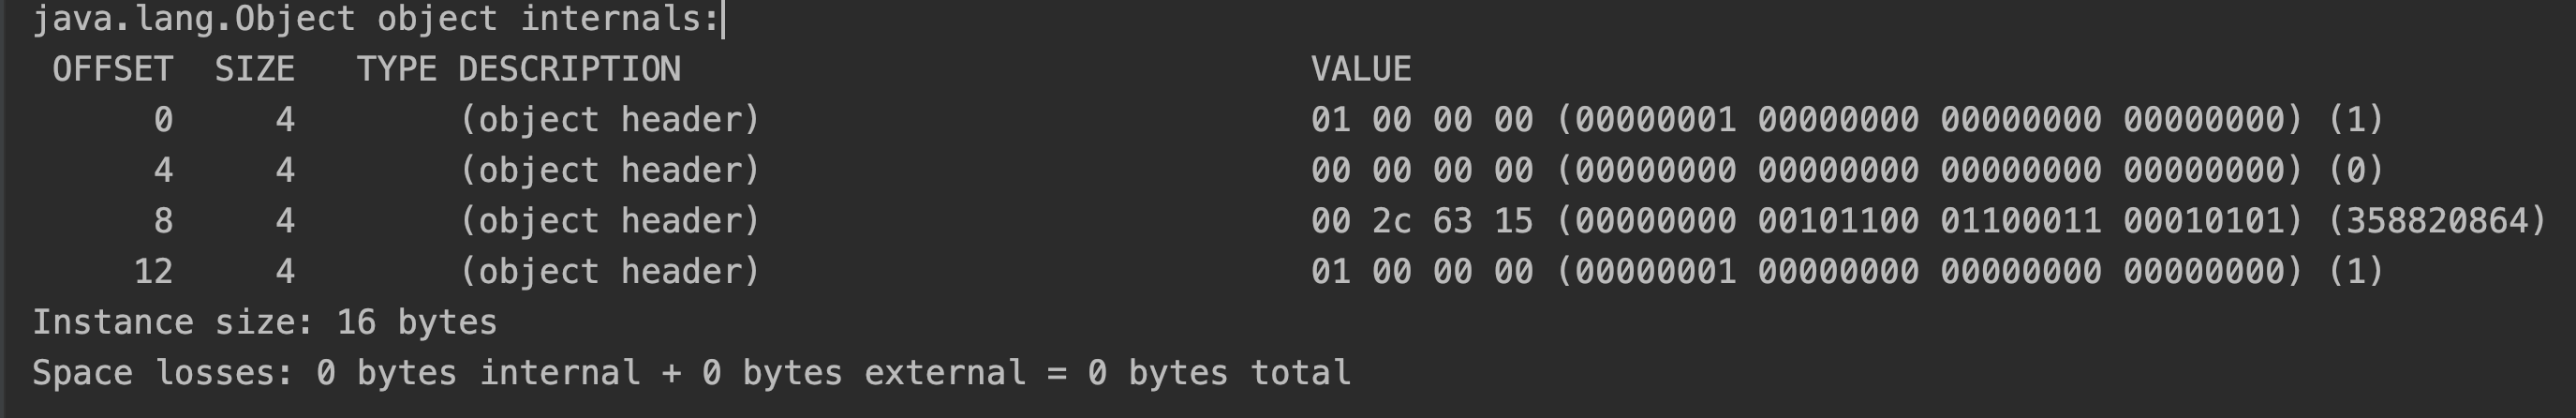 java.lang.Object object internals:
OFFSET  SIZE   TYPE DESCRIPTION                               VALUE
     0     4        (object header)                           01 00 00 00 (00000001 00000000 00000000 00000000) (1)
     4     4        (object header)                           00 00 00 00 (00000000 00000000 00000000 00000000) (0)
     8     4        (object header)                           00 2c 63 15 (00000000 00101100 01100011 00010101) (358820864)
    12     4        (object header)                           01 00 00 00 (00000001 00000000 00000000 00000000) (1)
Instance size: 16 bytes
Space losses: 0 bytes internal + 0 bytes external = 0 bytes total